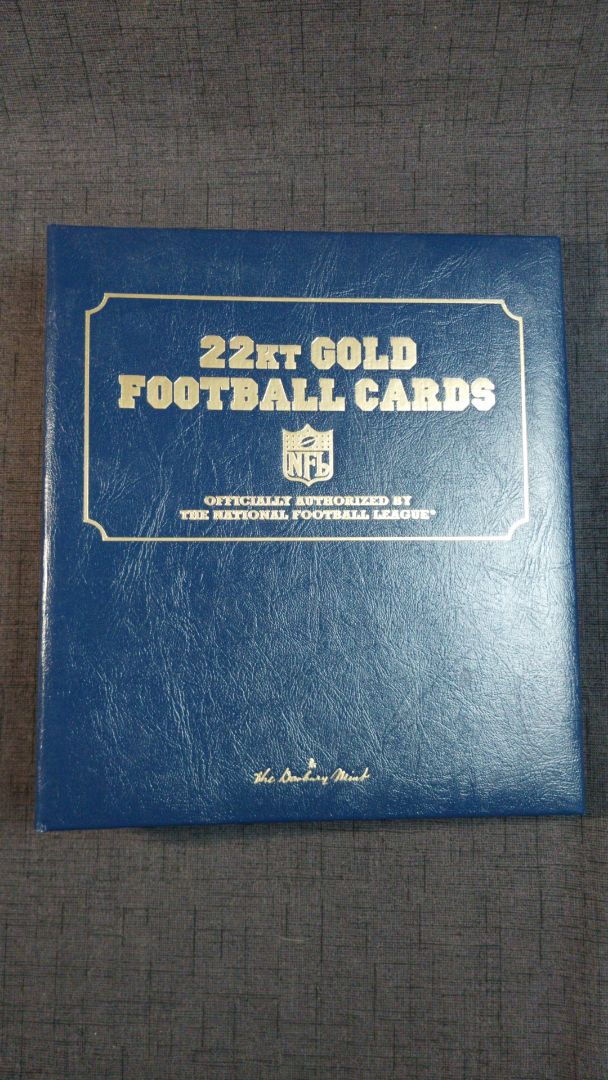 22KT GOLD
FOOTBALL CARDS
NFL
OFFICIALLY AUTHORIZED BY
THE NATIONAL FOOTBALL LEAGUE®
The Danbury Mint